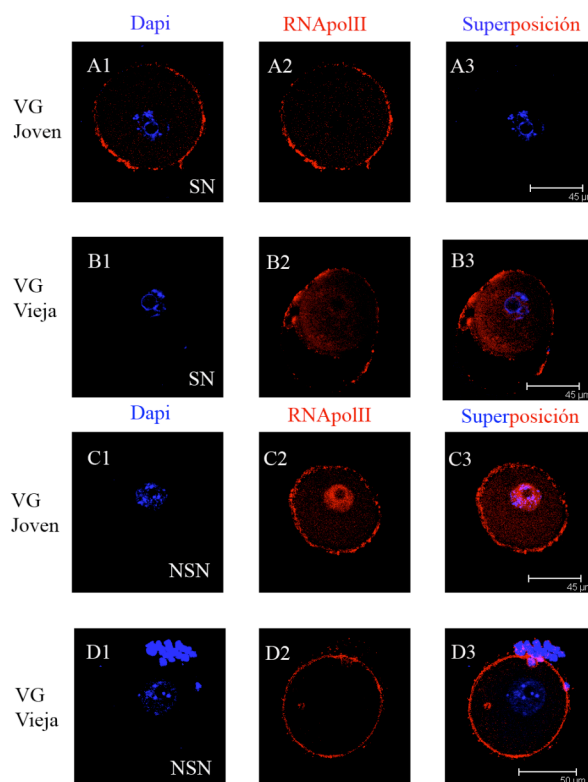 Dapi RNApolII Superposición
VG Joven A1 A2 A3
SN 45 µm
VG Vieja B1 B2 B3
SN 45 µm
Dapi RNApolII Superposición
VG Joven C1 C2 C3
NSN 45 µm
VG Vieja D1 D2 D3
NSN 50 µm